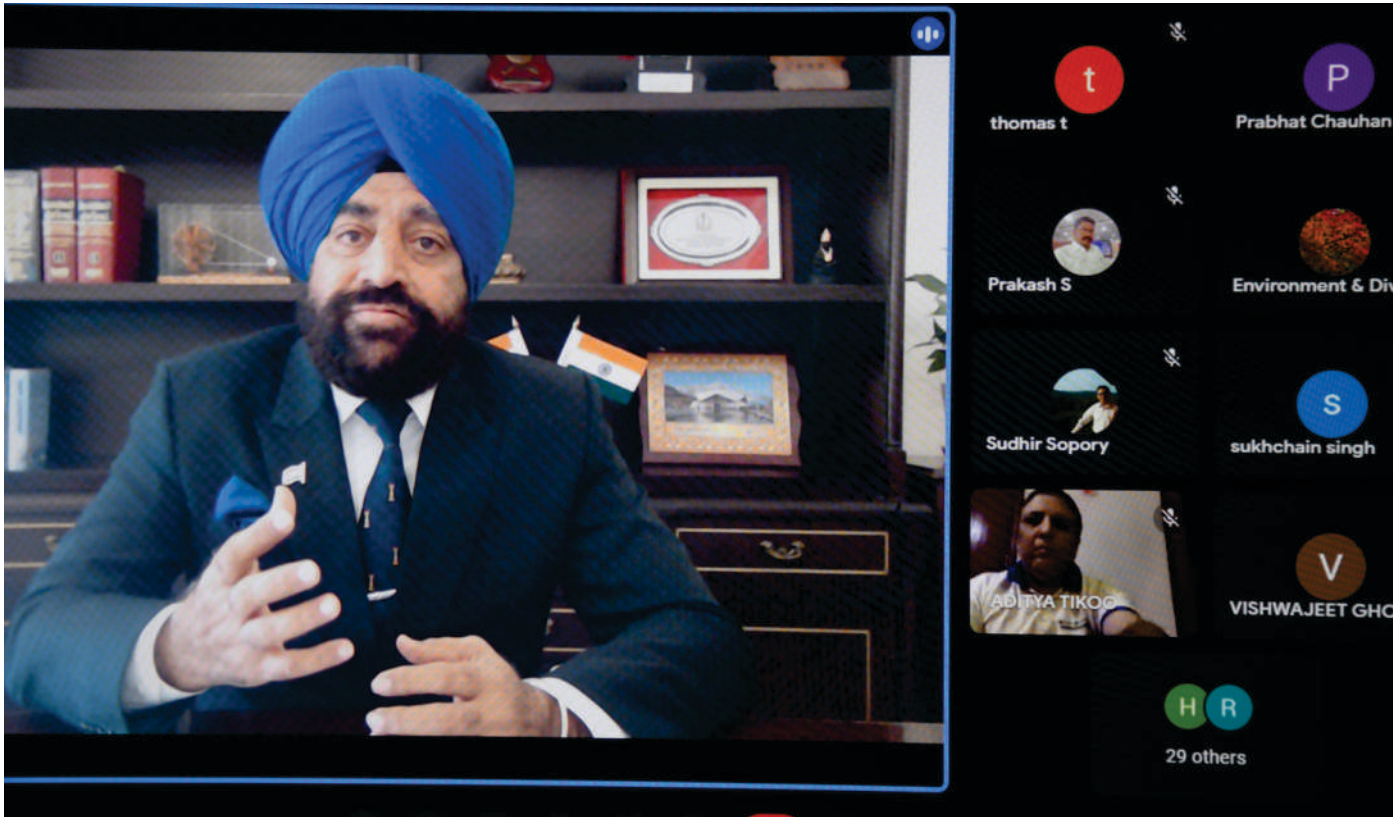 t
thomas t
P
Prabhat Chauhan
Prakash S
Environment & Div
Sudhir Sopory
s
sukhchain singh
ADITYA TIKOO
V
VISHWAJEET GHO
H R
29 others